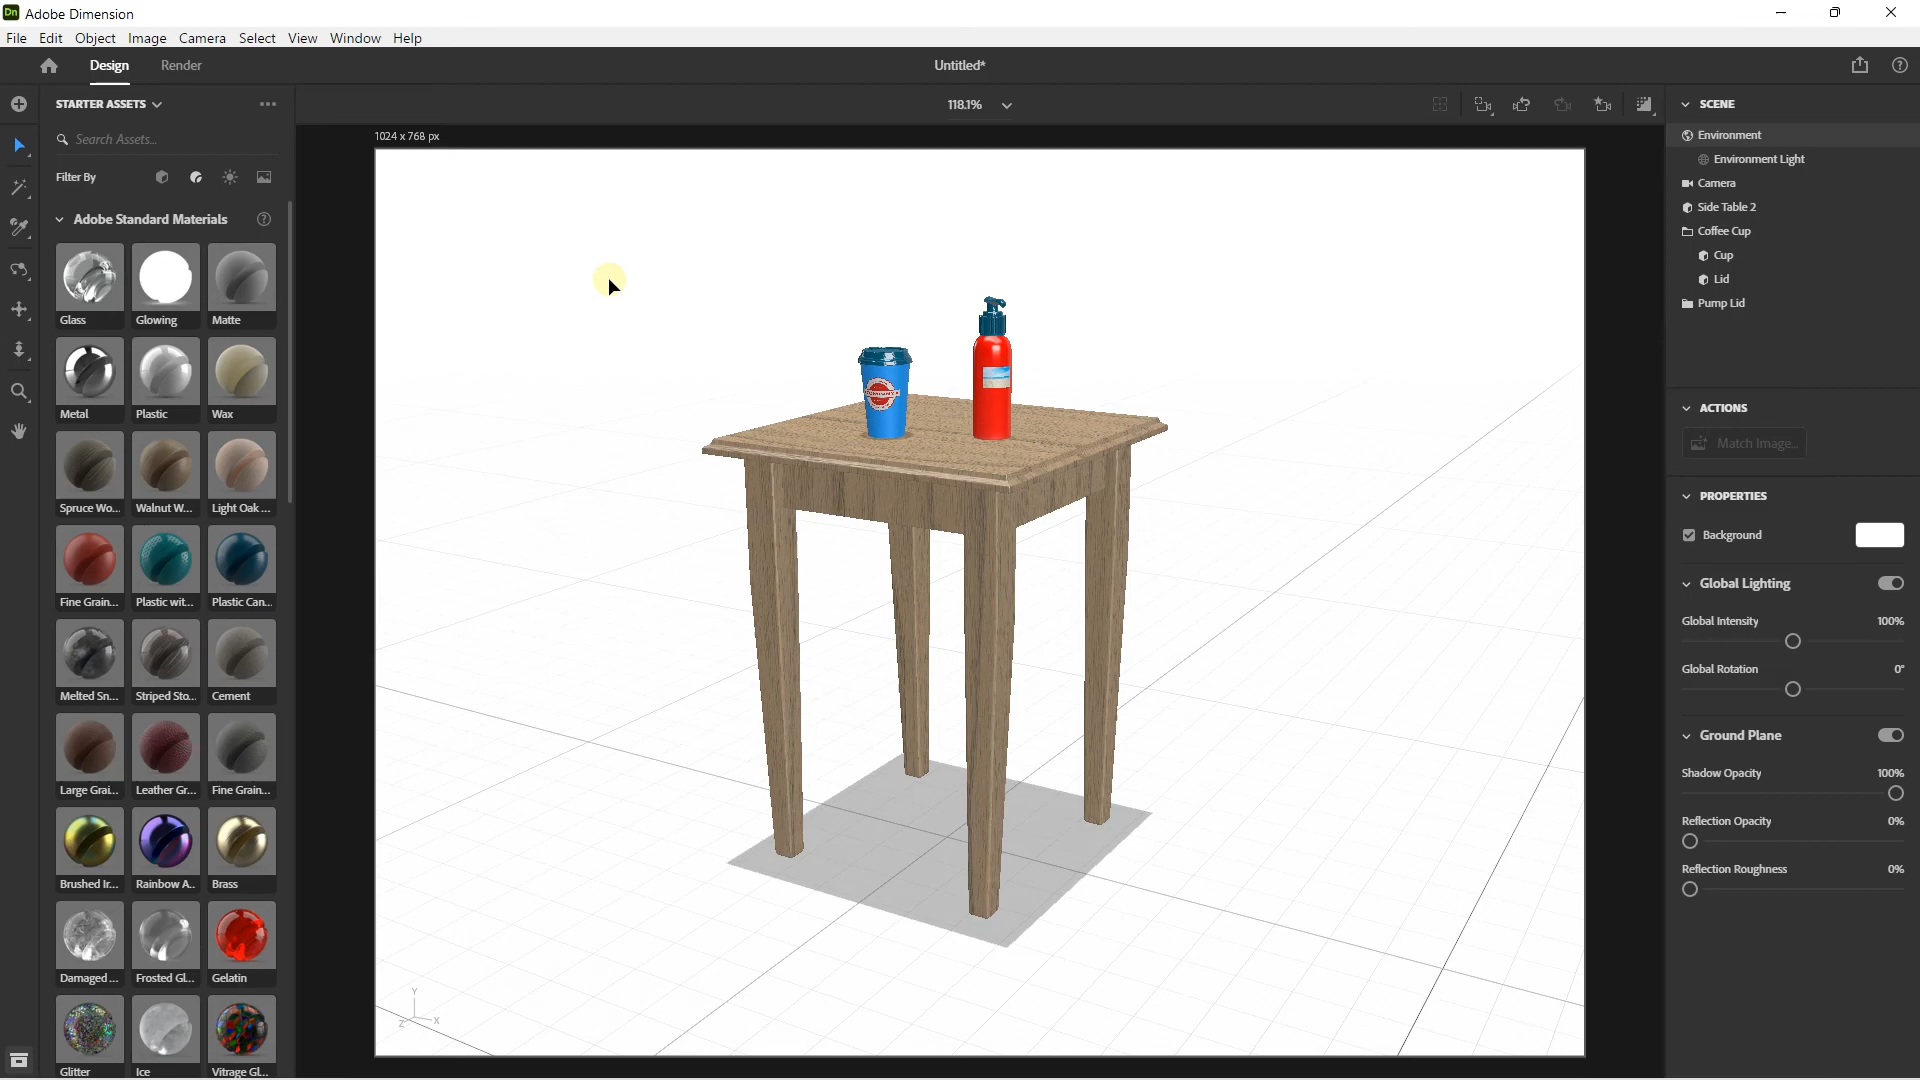 Dn Adobe Dimension
File Edit Object Image Camera Select View Window Help
Design Render Untitled*
STARTER ASSETS
Search Assets...
Filter By
Adobe Standard Materials
Glass Glowing Matte
Metal Plastic Wax
Spruce Wo... Walnut W... Light Oak ...
Fine Grain... Plastic wit... Plastic Can...
Melted Sn... Striped Sto... Cement
Large Grai... Leather Gr... Fine Grain...
Brushed Ir... Rainbow A... Brass
Damaged ... Frosted Gl... Gelatin
Glitter Ice Vitrage Gl...
118.1%
1024 x 768 px
Y
Z X
SCENE
Environment
Environment Light
Camera
Side Table 2
Coffee Cup
Cup
Lid
Pump Lid
ACTIONS
Match Image...
PROPERTIES
Background
Global Lighting
Global Intensity 100%
Global Rotation 0°
Ground Plane
Shadow Opacity 100%
Reflection Opacity 0%
Reflection Roughness 0%